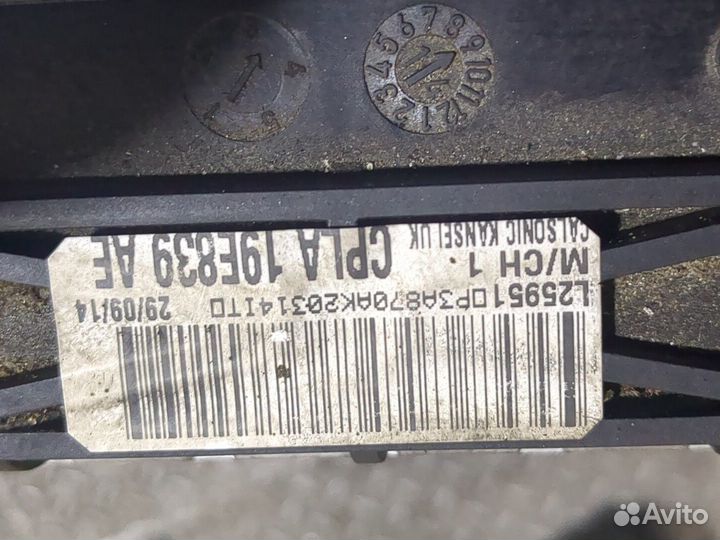 1 2 3 4 5 6 7 8 9 10 11 12
CALSONIC KANSEI UK
CPLA 19E839 AE
M/CH 1
L25951 0P3A870AK20314IT0
29/09/14
Avito